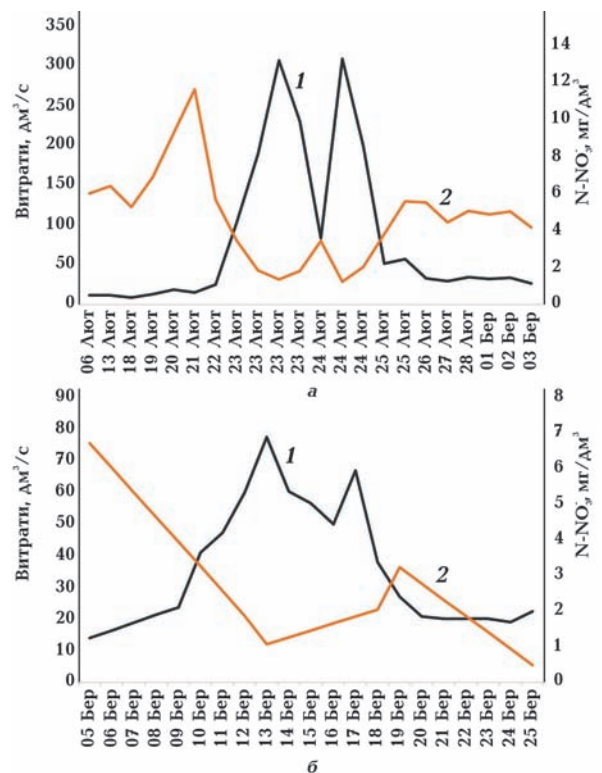 350
300
250
200
150
100
50
0
Витрати, дм³/с
14
12
10
8
6
4
2
0
N-NO₃⁻, мг/дм³
1
2
06 Лют
13 Лют
18 Лют
19 Лют
20 Лют
21 Лют
22 Лют
23 Лют
23 Лют
23 Лют
23 Лют
24 Лют
24 Лют
24 Лют
25 Лют
25 Лют
26 Лют
27 Лют
28 Лют
01 Бер
02 Бер
03 Бер
а
90
80
70
60
50
40
30
20
10
0
Витрати, дм³/с
8
7
6
5
4
3
2
1
0
N-NO₃⁻, мг/дм³
1
2
05 Бер
06 Бер
07 Бер
08 Бер
09 Бер
10 Бер
11 Бер
12 Бер
13 Бер
14 Бер
15 Бер
16 Бер
17 Бер
18 Бер
19 Бер
20 Бер
21 Бер
22 Бер
23 Бер
24 Бер
25 Бер
б